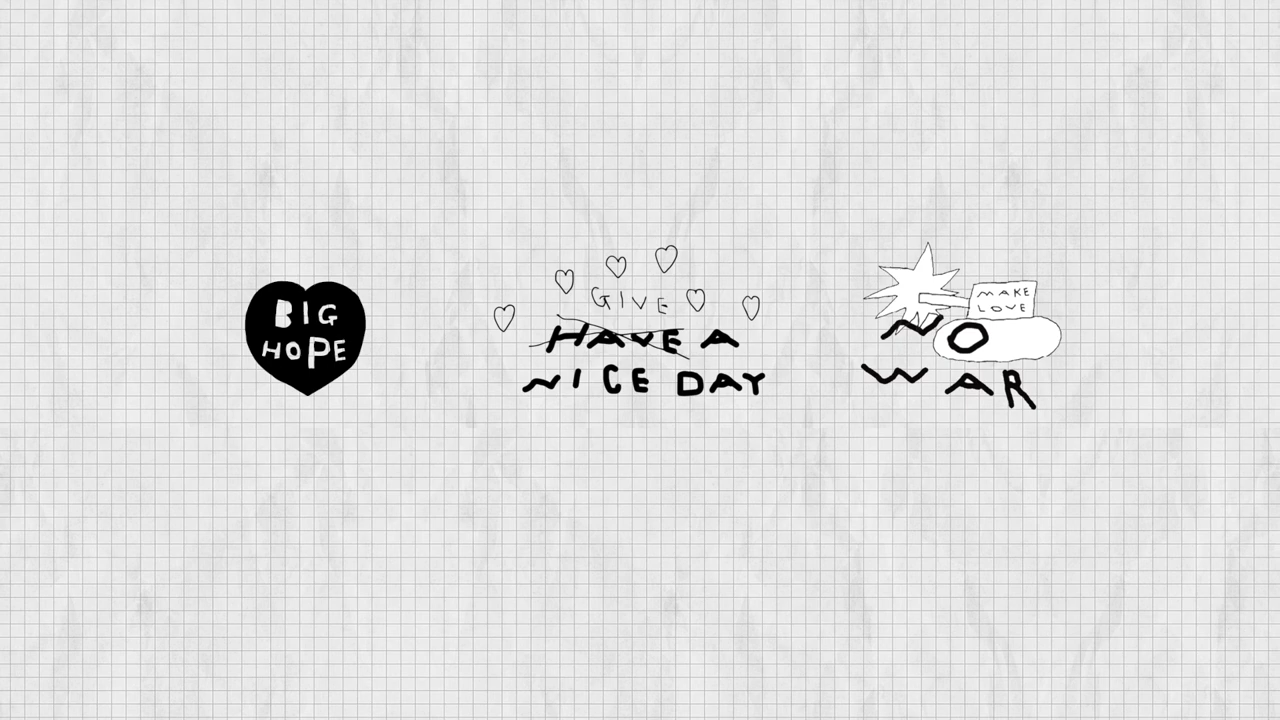 BIG
HOPE
GIVE
HAVE A
NICE DAY
MAKE
LOVE
NO
WAR